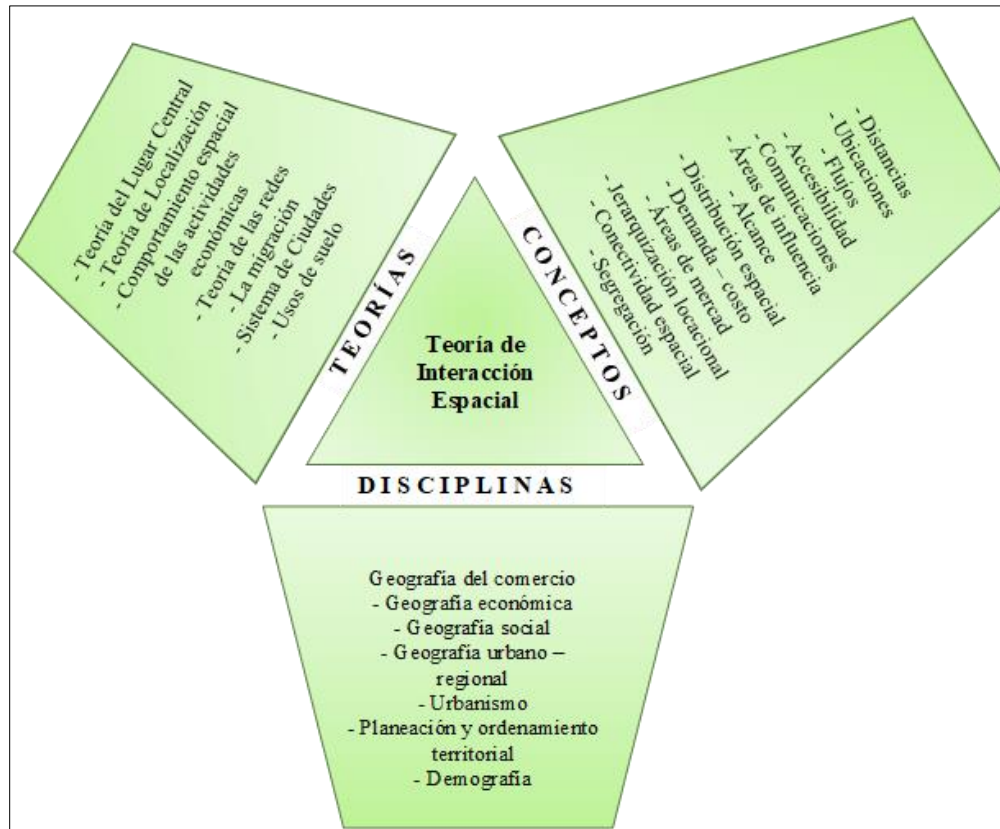 - Teoría del Lugar Central
- Teoría de Localización
- Comportamiento espacial
de las actividades
económicas
- Teoría de las redes
- La migración
- Sistema de Ciudades
- Usos de suelo
TEORÍAS
- Distancias
- Ubicaciones
- Flujos
- Accesibilidad
- Comunicaciones
- Áreas de influencia
- Alcance
- Distribución espacial
- Demanda – costo
- Áreas de mercad
- Jerarquización locacional
- Conectividad espacial
- Segregación
CONCEPTOS
Teoría de
Interacción
Espacial
DISCIPLINAS
Geografía del comercio
- Geografía económica
- Geografía social
- Geografía urbano –
regional
- Urbanismo
- Planeación y ordenamiento
territorial
- Demografía